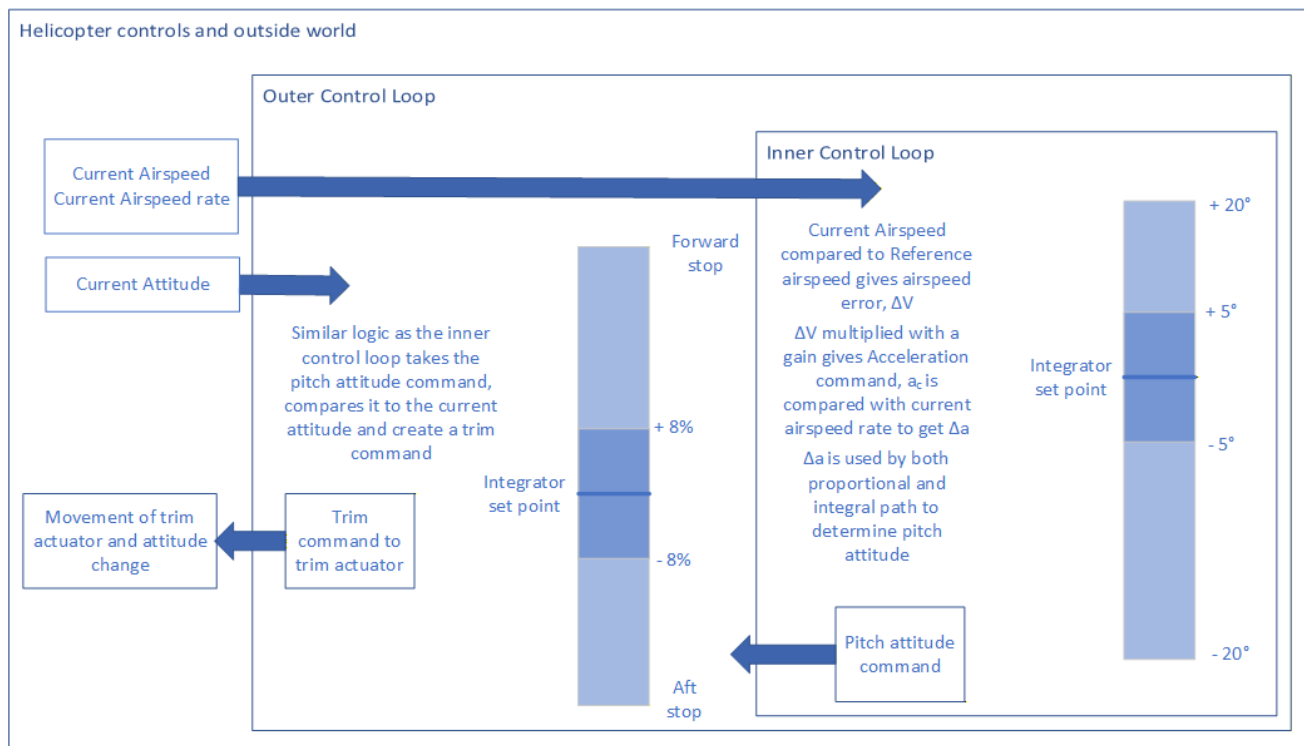 Helicopter controls and outside world
Outer Control Loop
Inner Control Loop
Current Airspeed
Current Airspeed rate
Current Attitude
Similar logic as the inner
control loop takes the
pitch attitude command,
compares it to the current
attitude and create a trim
command
Movement of trim
actuator and attitude
change
Trim
command to
trim actuator
Forward
stop
+ 8%
Integrator
set point
- 8%
Aft
stop
Current Airspeed
compared to Reference
airspeed gives airspeed
error, ΔV
ΔV multiplied with a
gain gives Acceleration
command, ac is
compared with current
airspeed rate to get Δa
Δa is used by both
proportional and
integral path to
determine pitch
attitude
Pitch attitude
command
+ 20°
+ 5°
Integrator
set point
- 5°
- 20°